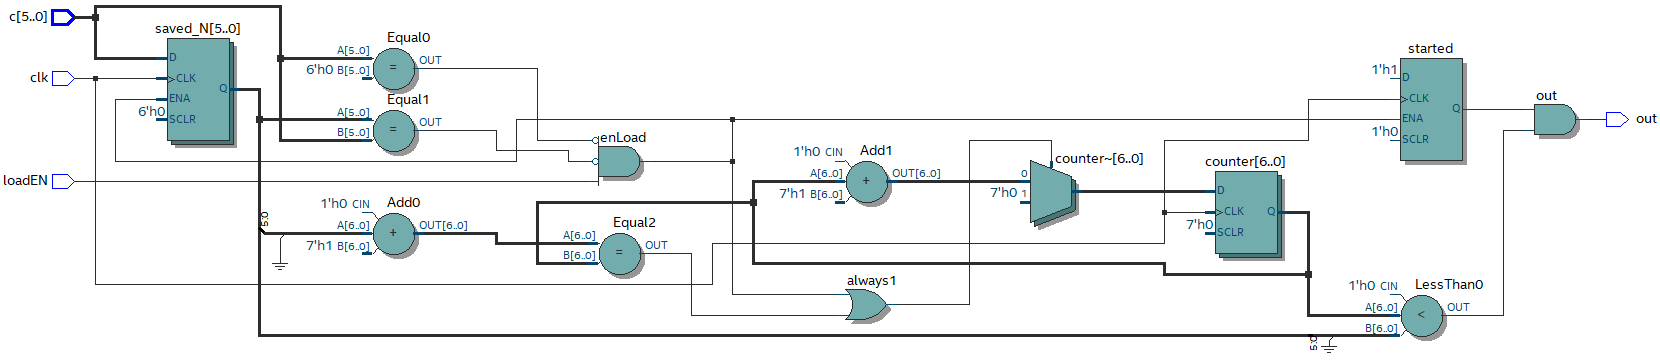 c[5..0]
saved_N[5..0]
D
CLK
ENA
6'h0
SCLR
Q
clk
loadEN
Equal0
A[5..0]
6'h0 B[5..0]
OUT
Equal1
A[5..0]
B[5..0]
OUT
enLoad
5:0
Add0
1'h0 CIN
A[6..0]
7'h1 B[6..0]
OUT[6..0]
Equal2
A[6..0]
B[6..0]
OUT
Add1
1'h0 CIN
A[6..0]
7'h1 B[6..0]
OUT[6..0]
always1
counter~[6..0]
0
7'h0 1
counter[6..0]
D
CLK
7'h0
SCLR
Q
started
1'h1 D
CLK
ENA
1'h0 SCLR
Q
LessThan0
1'h0 CIN
A[6..0]
B[6..0]
OUT
5:0
out
out
+
+
=
=
=
<